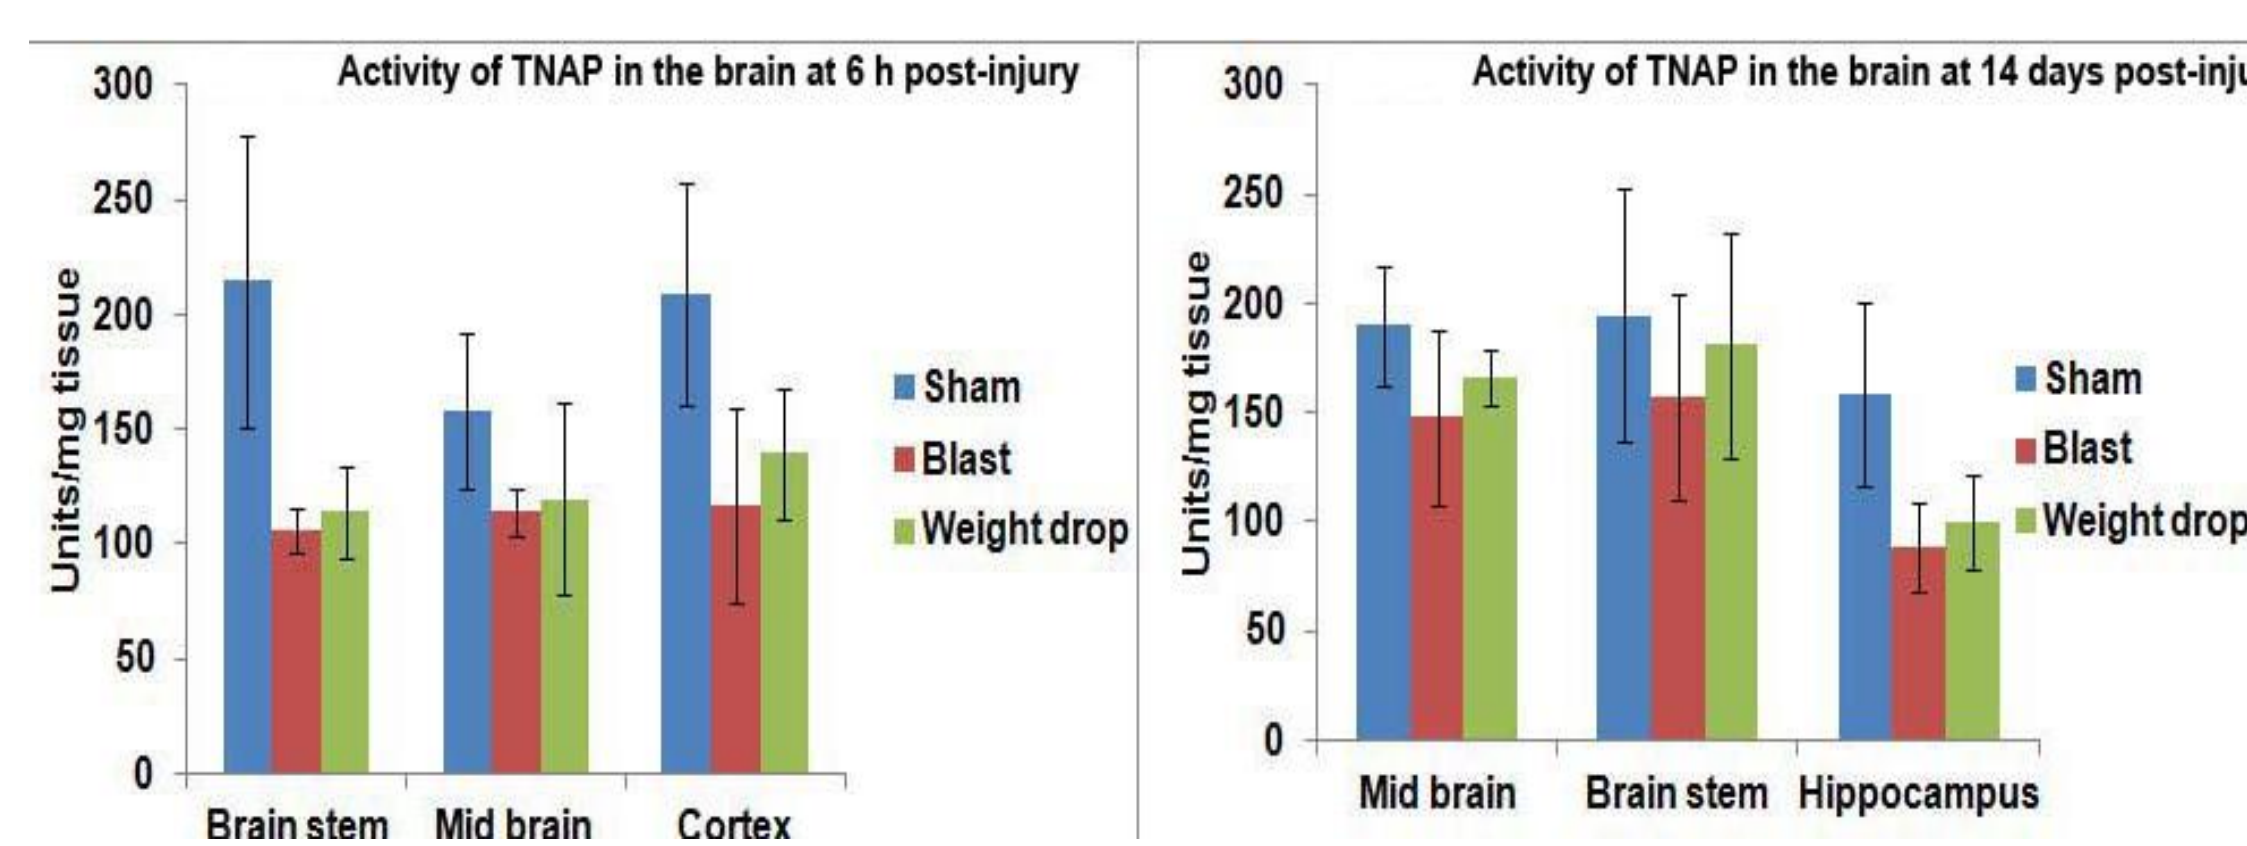 Activity of TNAP in the brain at 6 h post-injury
300
250
200
150
100
50
0
Units/mg tissue
Brain stem Mid brain Cortex
Sham
Blast
Weight drop
Activity of TNAP in the brain at 14 days post-inju
300
250
200
150
100
50
0
Units/mg tissue
Mid brain Brain stem Hippocampus
Sham
Blast
Weight drop